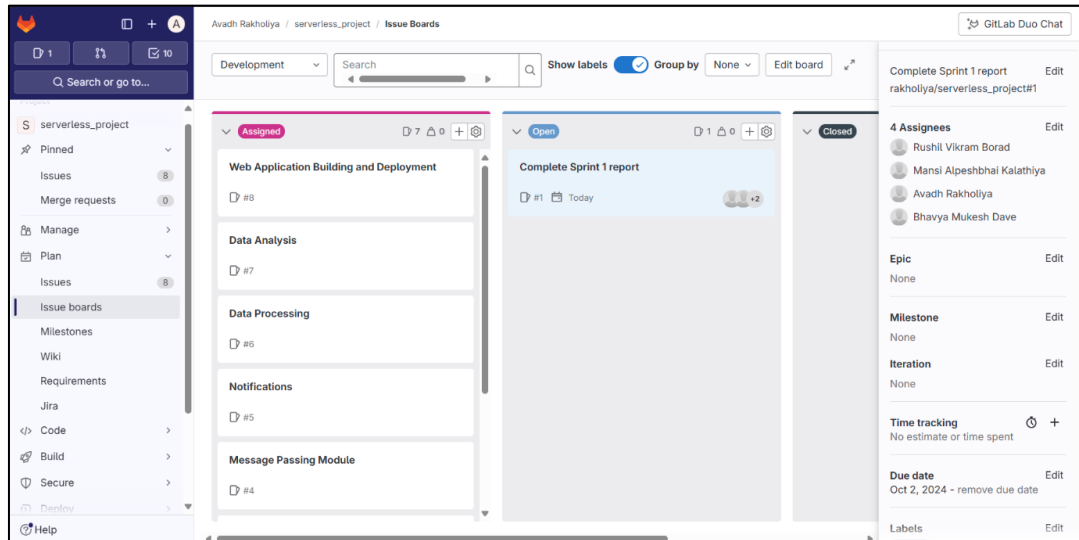 A
1
10
Search or go to...
Project
S serverless_project
Pinned
Issues 8
Merge requests 0
Manage
Plan
Issues 8
Issue boards
Milestones
Wiki
Requirements
Jira
Code
Build
Secure
Deploy
Help
Avadh Rakholiya / serverless_project / Issue Boards
GitLab Duo Chat
Development
Search
Show labels
Group by
None
Edit board
Assigned 7 0
Web Application Building and Deployment
#8
Data Analysis
#7
Data Processing
#6
Notifications
#5
Message Passing Module
#4
Open 1 0
Complete Sprint 1 report
#1 Today +2
Closed
Complete Sprint 1 report Edit
rakholiya/serverless_project#1
4 Assignees Edit
Rushil Vikram Borad
Mansi Alpeshbhai Kalathiya
Avadh Rakholiya
Bhavya Mukesh Dave
Epic Edit
None
Milestone Edit
None
Iteration Edit
None
Time tracking
No estimate or time spent
Due date Edit
Oct 2, 2024 - remove due date
Labels Edit